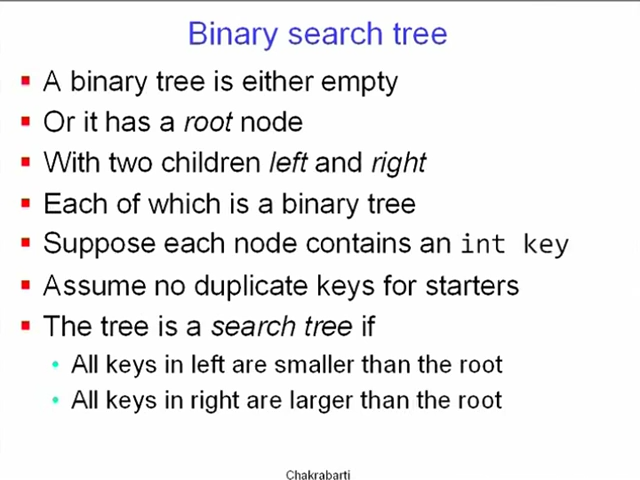 Binary search tree
A binary tree is either empty
Or it has a root node
With two children left and right
Each of which is a binary tree
Suppose each node contains an int key
Assume no duplicate keys for starters
The tree is a search tree if
All keys in left are smaller than the root
All keys in right are larger than the root
Chakrabarti